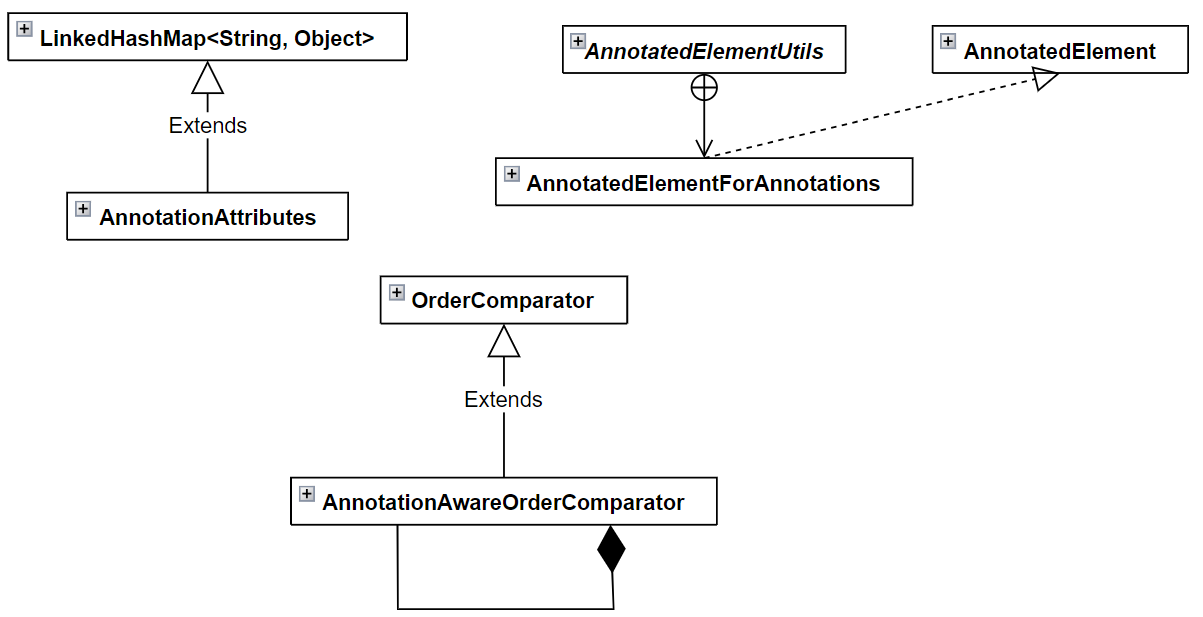 LinkedHashMap<String, Object>
AnnotatedElementUtils
AnnotatedElement
Extends
AnnotatedElementForAnnotations
AnnotationAttributes
OrderComparator
Extends
AnnotationAwareOrderComparator